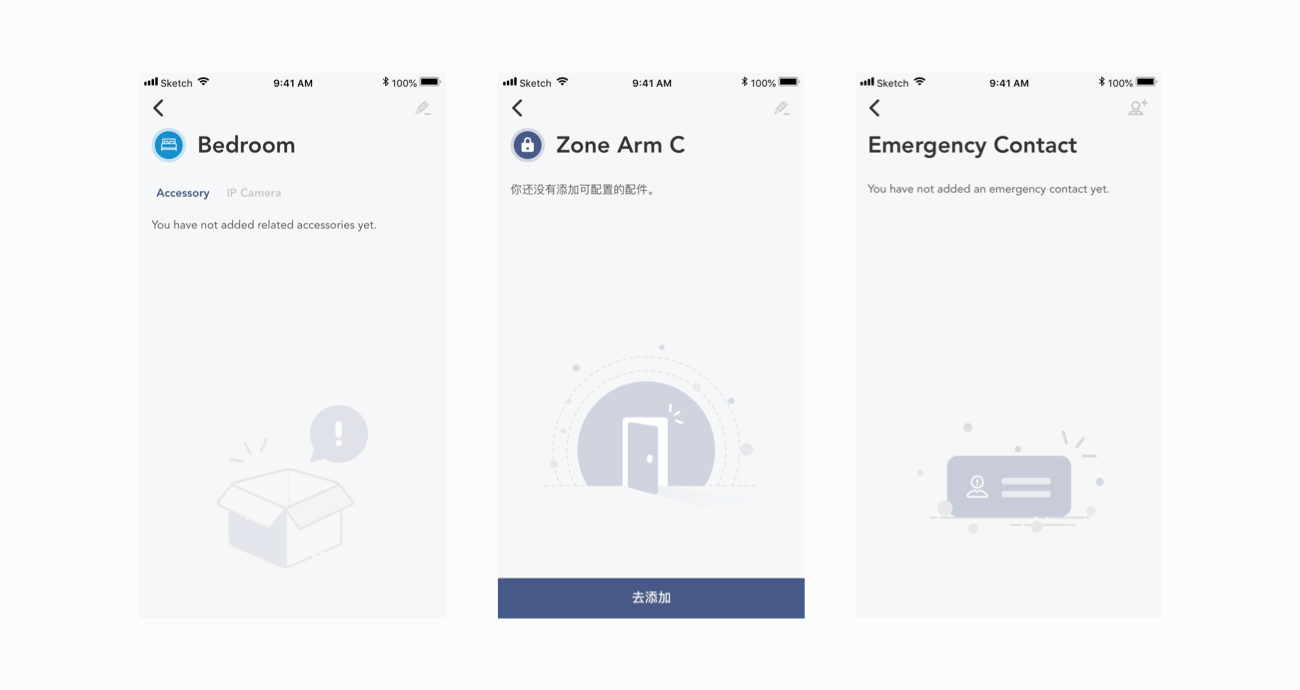 Sketch 9:41 AM 100%
Bedroom
Accessory IP Camera
You have not added related accessories yet.
Sketch 9:41 AM 100%
Zone Arm C
你还没有添加可配置的配件。
去添加
Sketch 9:41 AM 100%
Emergency Contact
You have not added an emergency contact yet.